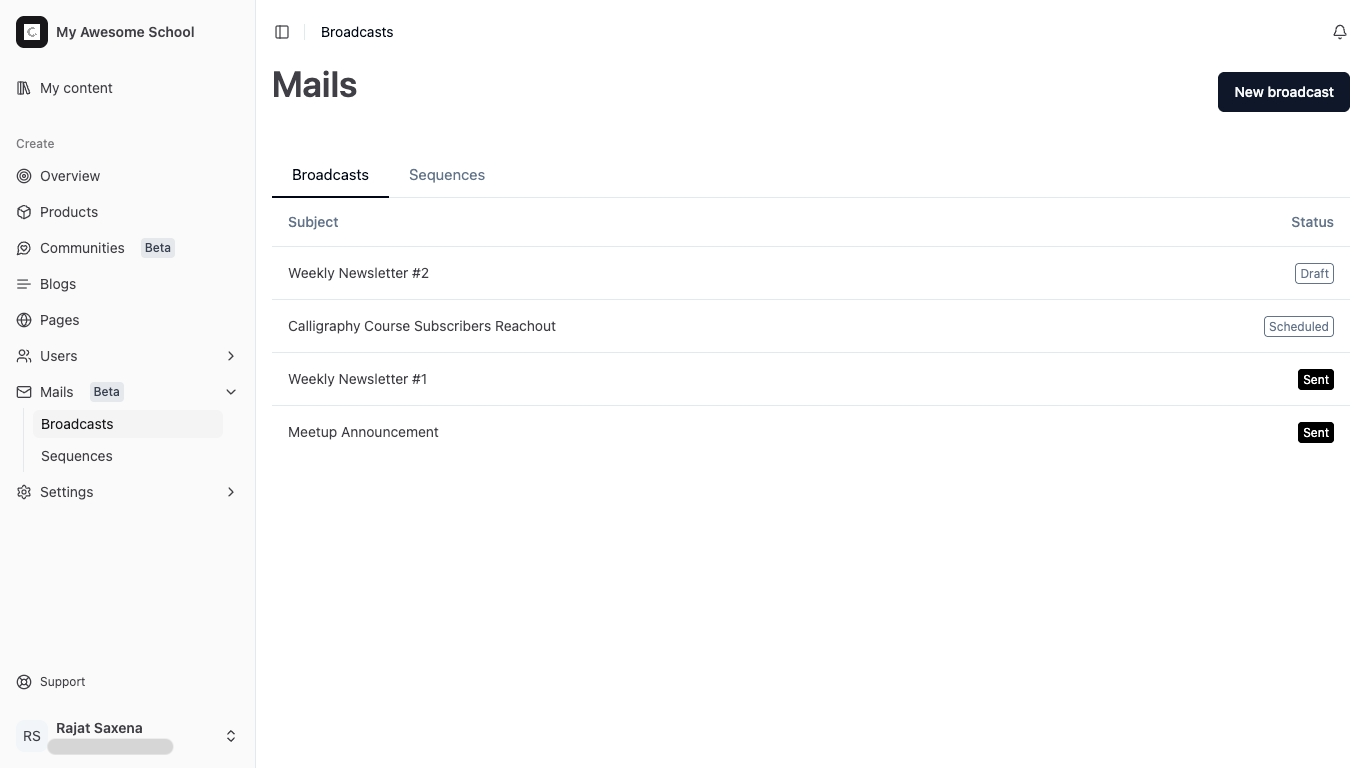 My Awesome School
My content
Create
Overview
Products
Communities Beta
Blogs
Pages
Users
Mails Beta
Broadcasts
Sequences
Settings
Support
RS
Rajat Saxena
Broadcasts
Mails
New broadcast
Broadcasts Sequences
Subject Status
Weekly Newsletter #2 Draft
Calligraphy Course Subscribers Reachout Scheduled
Weekly Newsletter #1 Sent
Meetup Announcement Sent